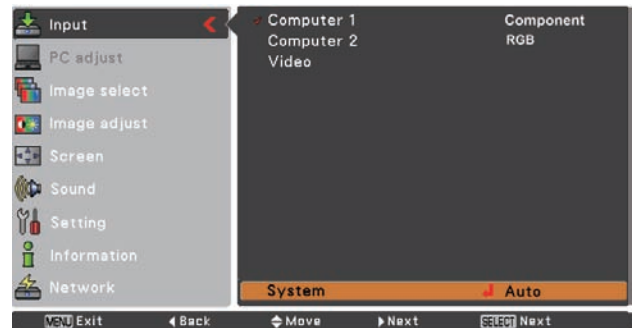 Input
PC adjust
Image select
Image adjust
Screen
Sound
Setting
Information
Network
Computer 1 Component
Computer 2 RGB
Video
System Auto
MENU Exit Back Move Next SELECT Next